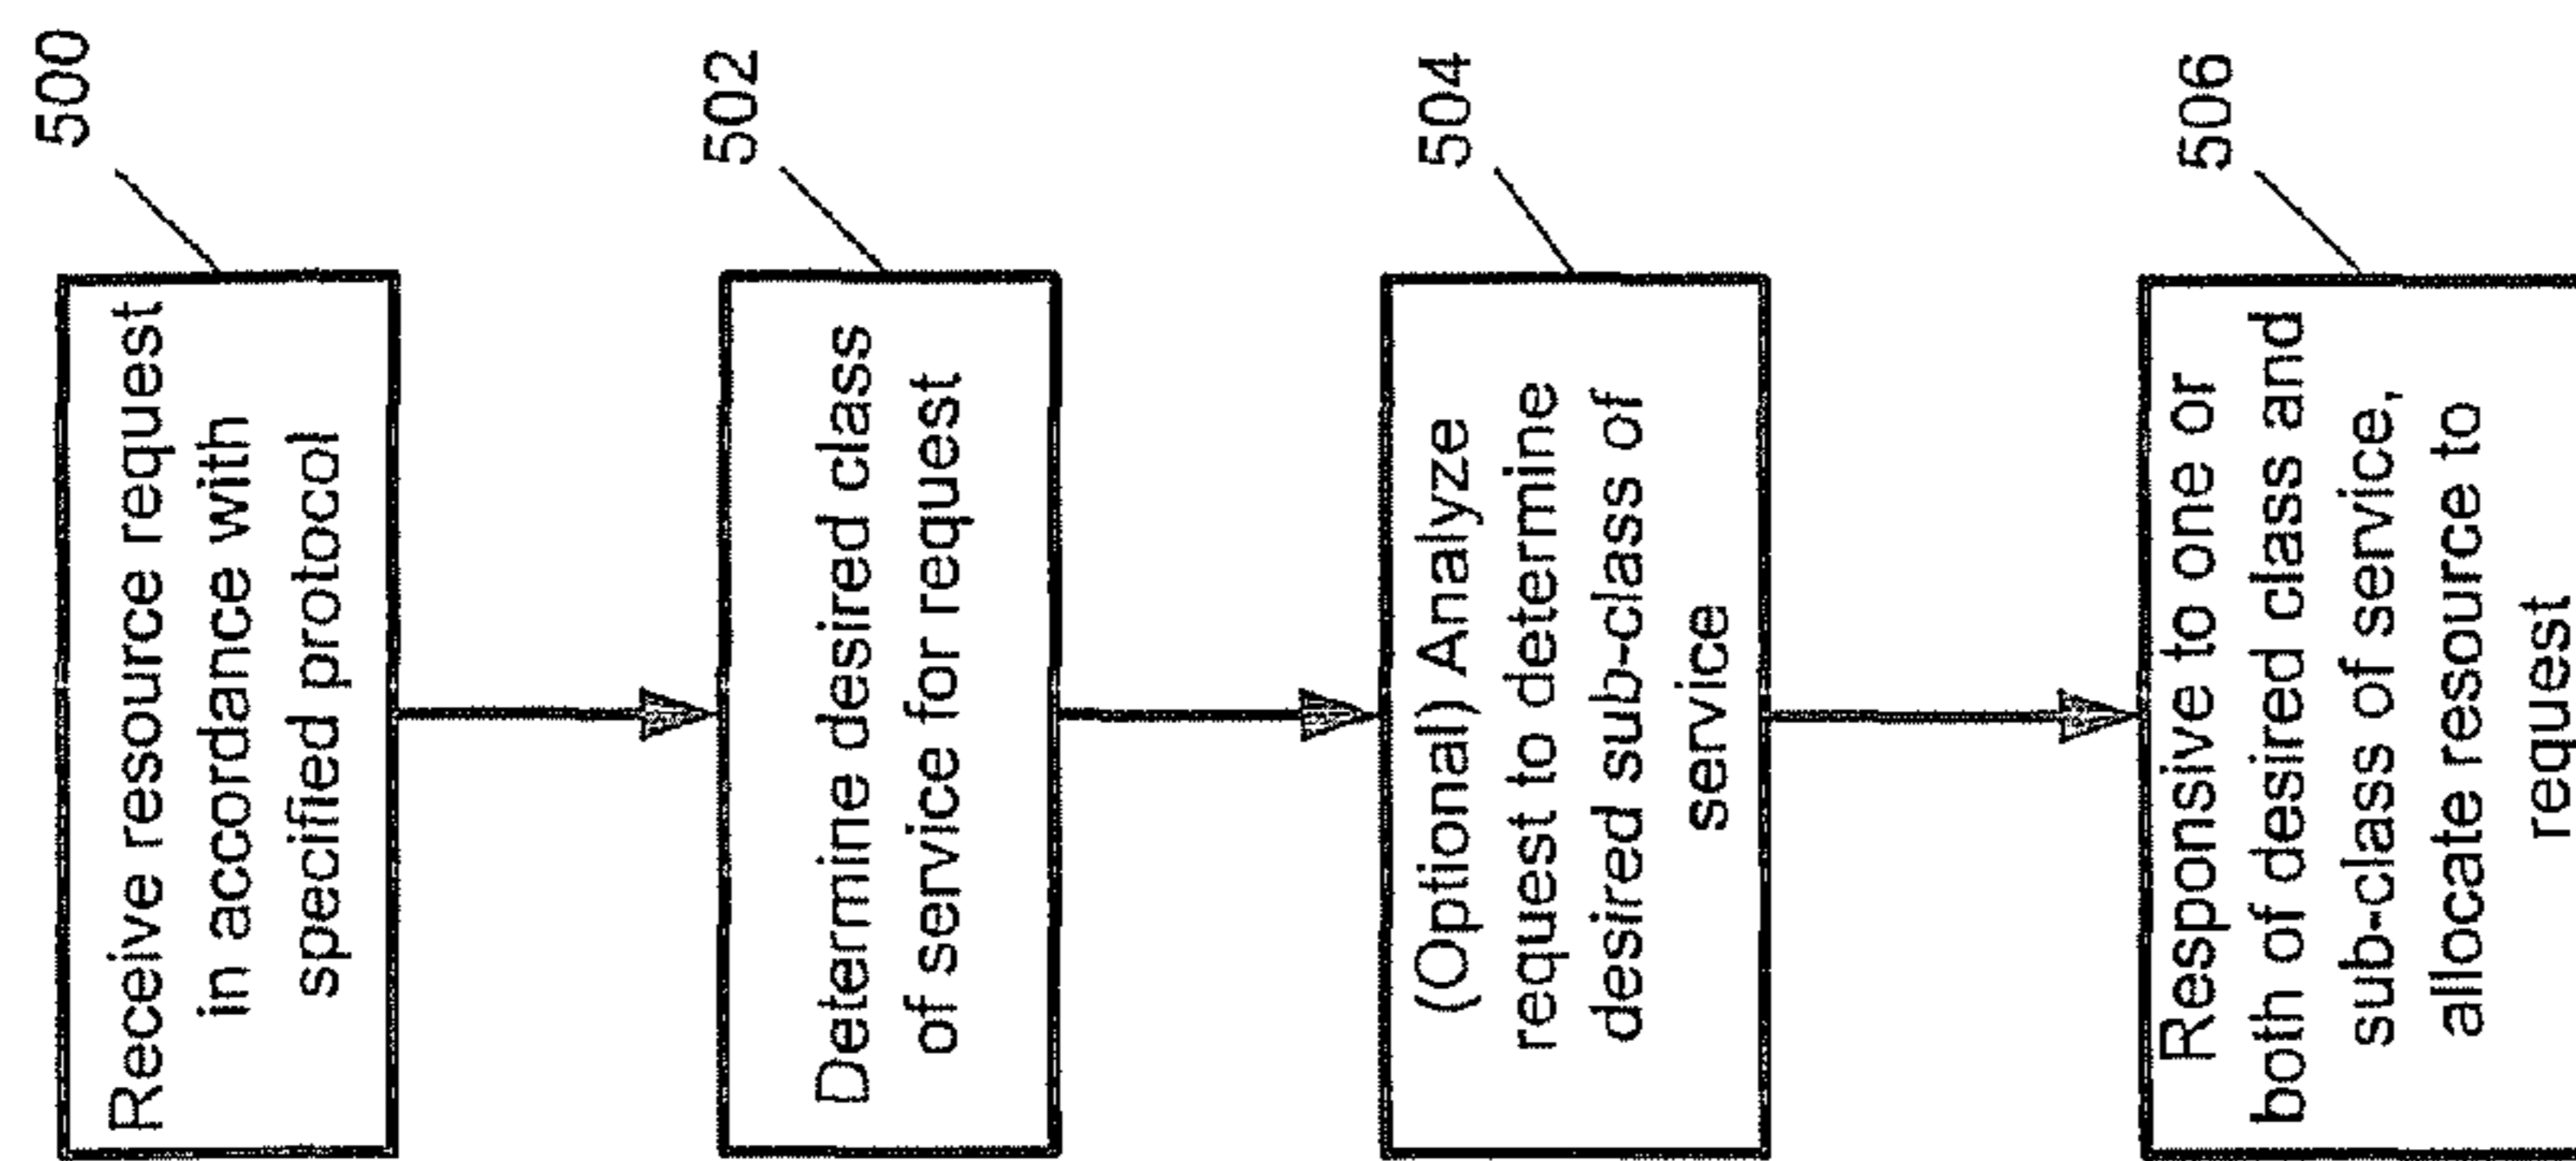 500
Receive resource request
in accordance with
specified protocol
502
Determine desired class
of service for request
504
(Optional) Analyze
request to determine
desired sub-class of
service
506
Responsive to one or
both of desired class and
sub-class of service,
allocate resource to
request